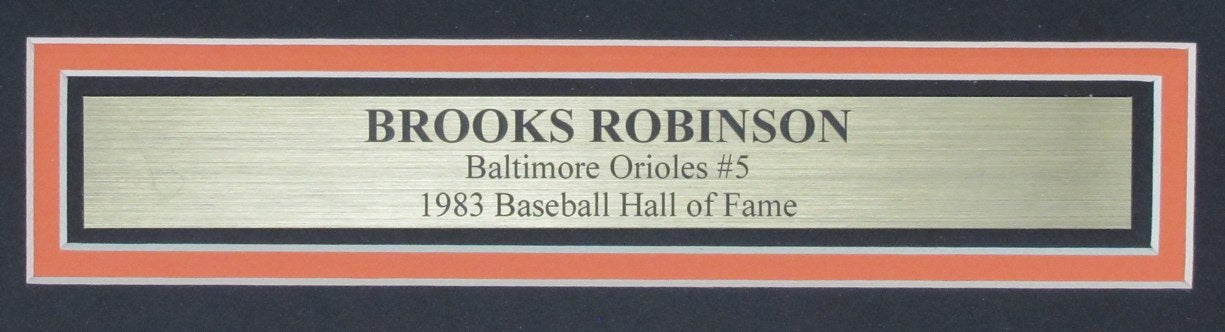 BROOKS ROBINSON
Baltimore Orioles #5
1983 Baseball Hall of Fame